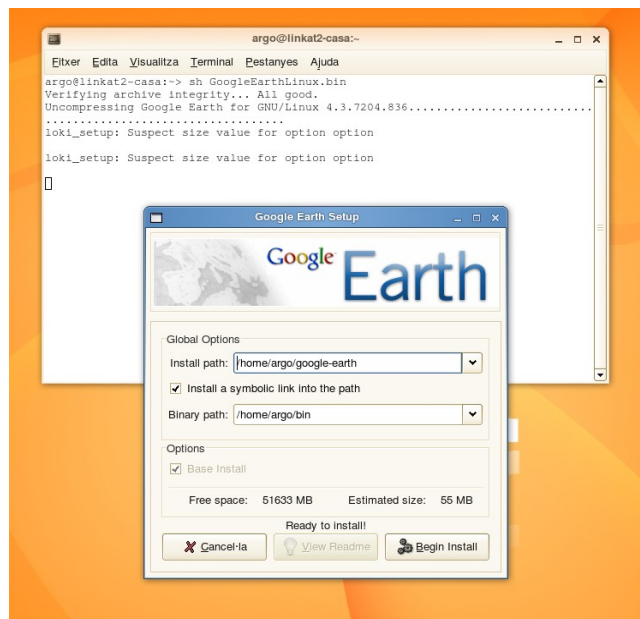 argo@linkat2-casa:~
Fitxer Edita Visualitza Terminal Pestanyes Ajuda
argo@linkat2-casa:~> sh GoogleEarthLinux.bin
Verifying archive integrity... All good.
Uncompressing Google Earth for GNU/Linux 4.3.7204.836...........................
..................................
loki_setup: Suspect size value for option option
loki_setup: Suspect size value for option option
Google Earth Setup
Google Earth
Global Options
Install path: /home/argo/google-earth
Install a symbolic link into the path
Binary path: /home/argo/bin
Options
Base Install
Free space: 51633 MB Estimated size: 55 MB
Ready to install!
Cancel·la View Readme Begin Install